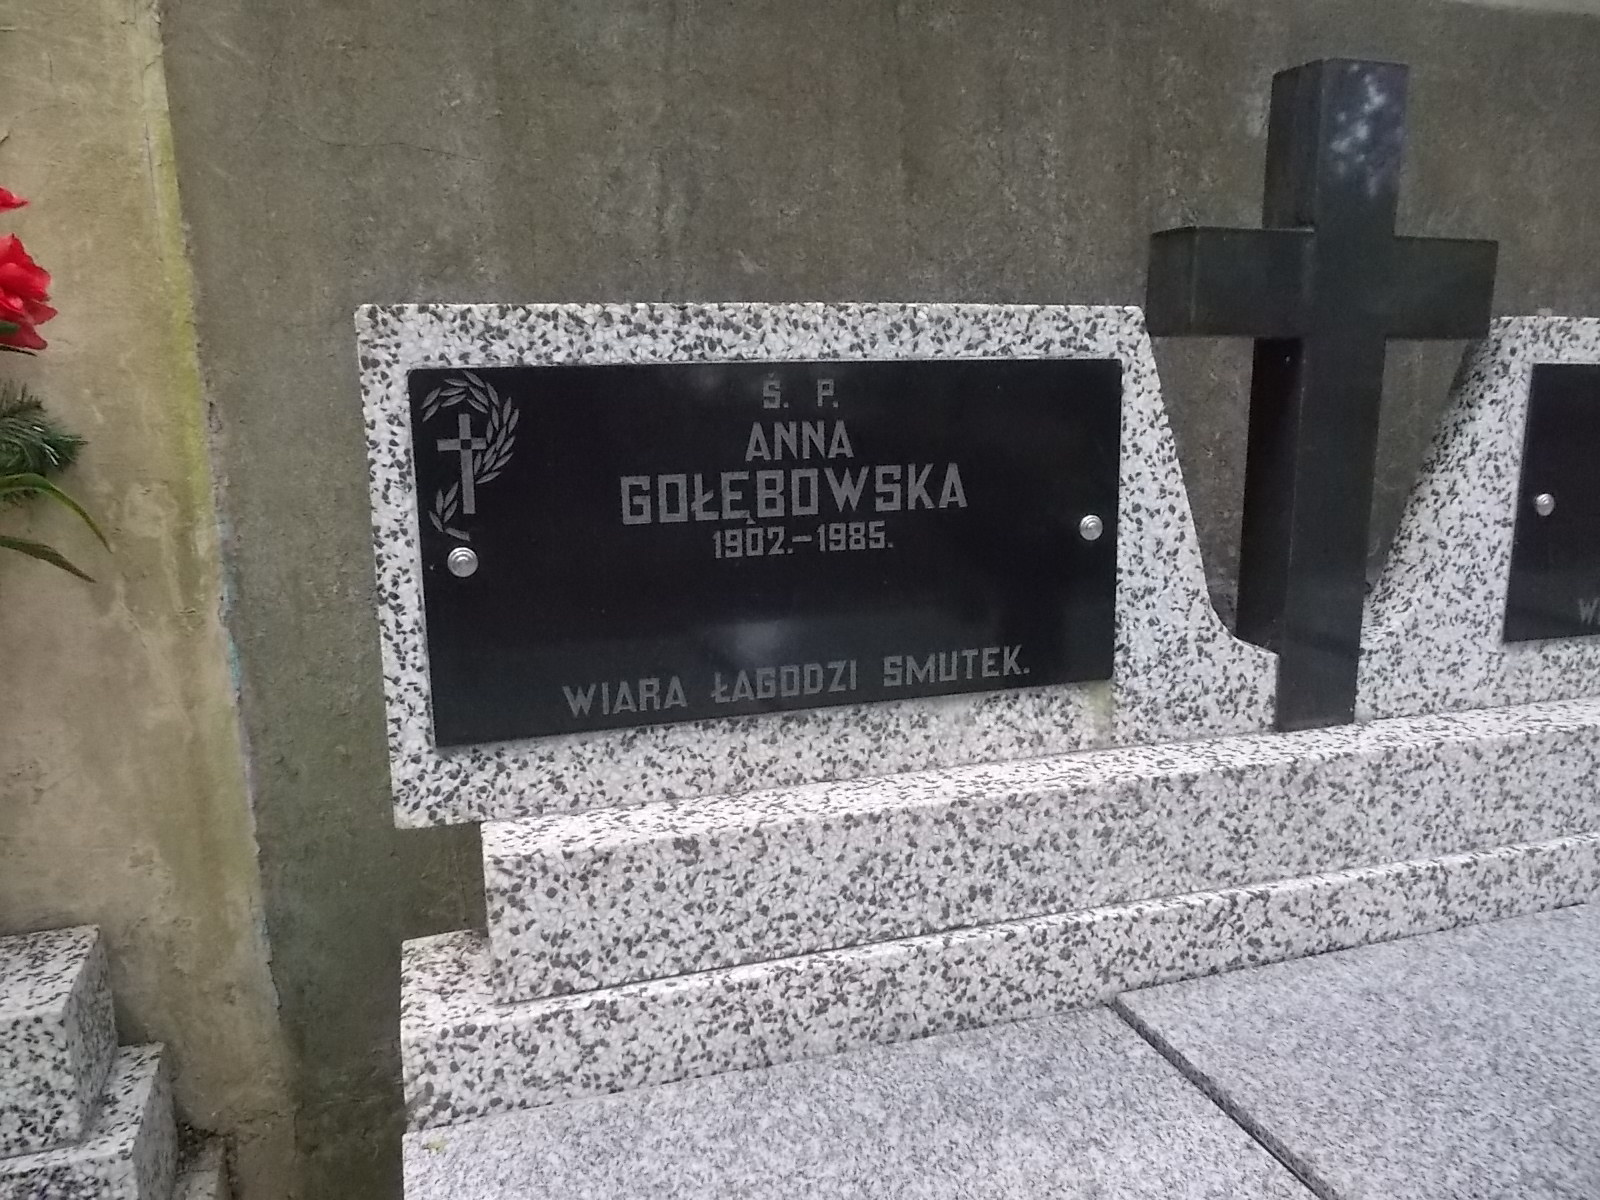 Ś. P.
ANNA
GOŁĘBOWSKA
1902.-1985.
WIARA ŁAGODZI SMUTEK.